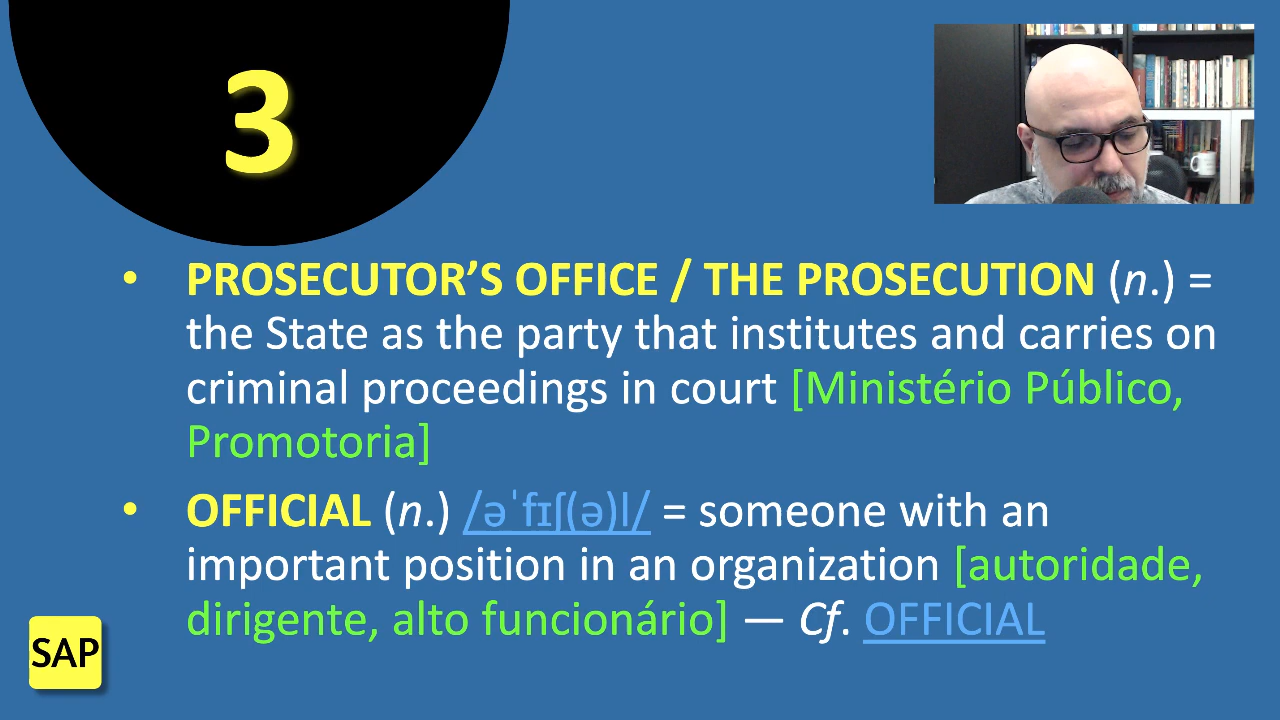 3
• PROSECUTOR’S OFFICE / THE PROSECUTION (n.) =
the State as the party that institutes and carries on
criminal proceedings in court [Ministério Público,
Promotoria]
• OFFICIAL (n.) /əˈfɪʃ(ə)l/ = someone with an
important position in an organization [autoridade,
dirigente, alto funcionário] — Cf. OFFICIAL
SAP